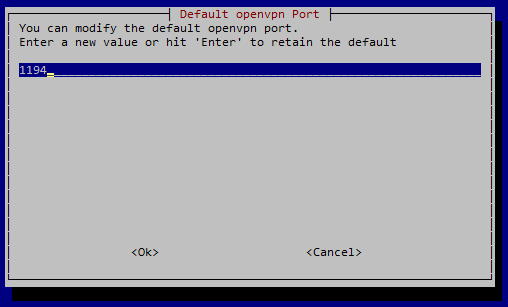 Default openvpn Port
You can modify the default openvpn port.
Enter a new value or hit 'Enter' to retain the default
1194
<Ok> <Cancel>